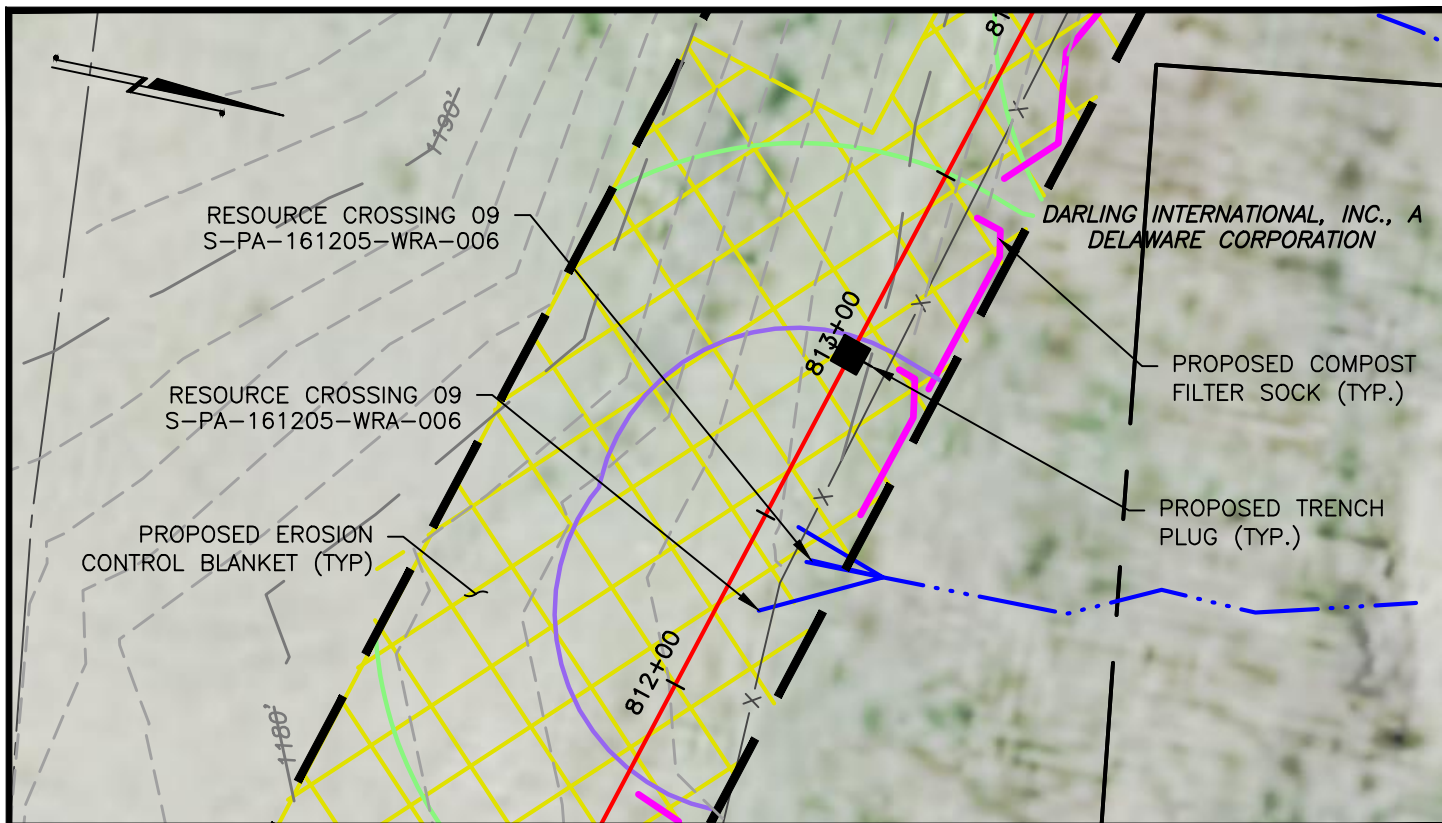 81
1190'
RESOURCE CROSSING 09
S-PA-161205-WRA-006
DARLING INTERNATIONAL, INC., A
DELAWARE CORPORATION
813+00
PROPOSED COMPOST
FILTER SOCK (TYP.)
RESOURCE CROSSING 09
S-PA-161205-WRA-006
PROPOSED TRENCH
PLUG (TYP.)
PROPOSED EROSION
CONTROL BLANKET (TYP)
812+00
1180'